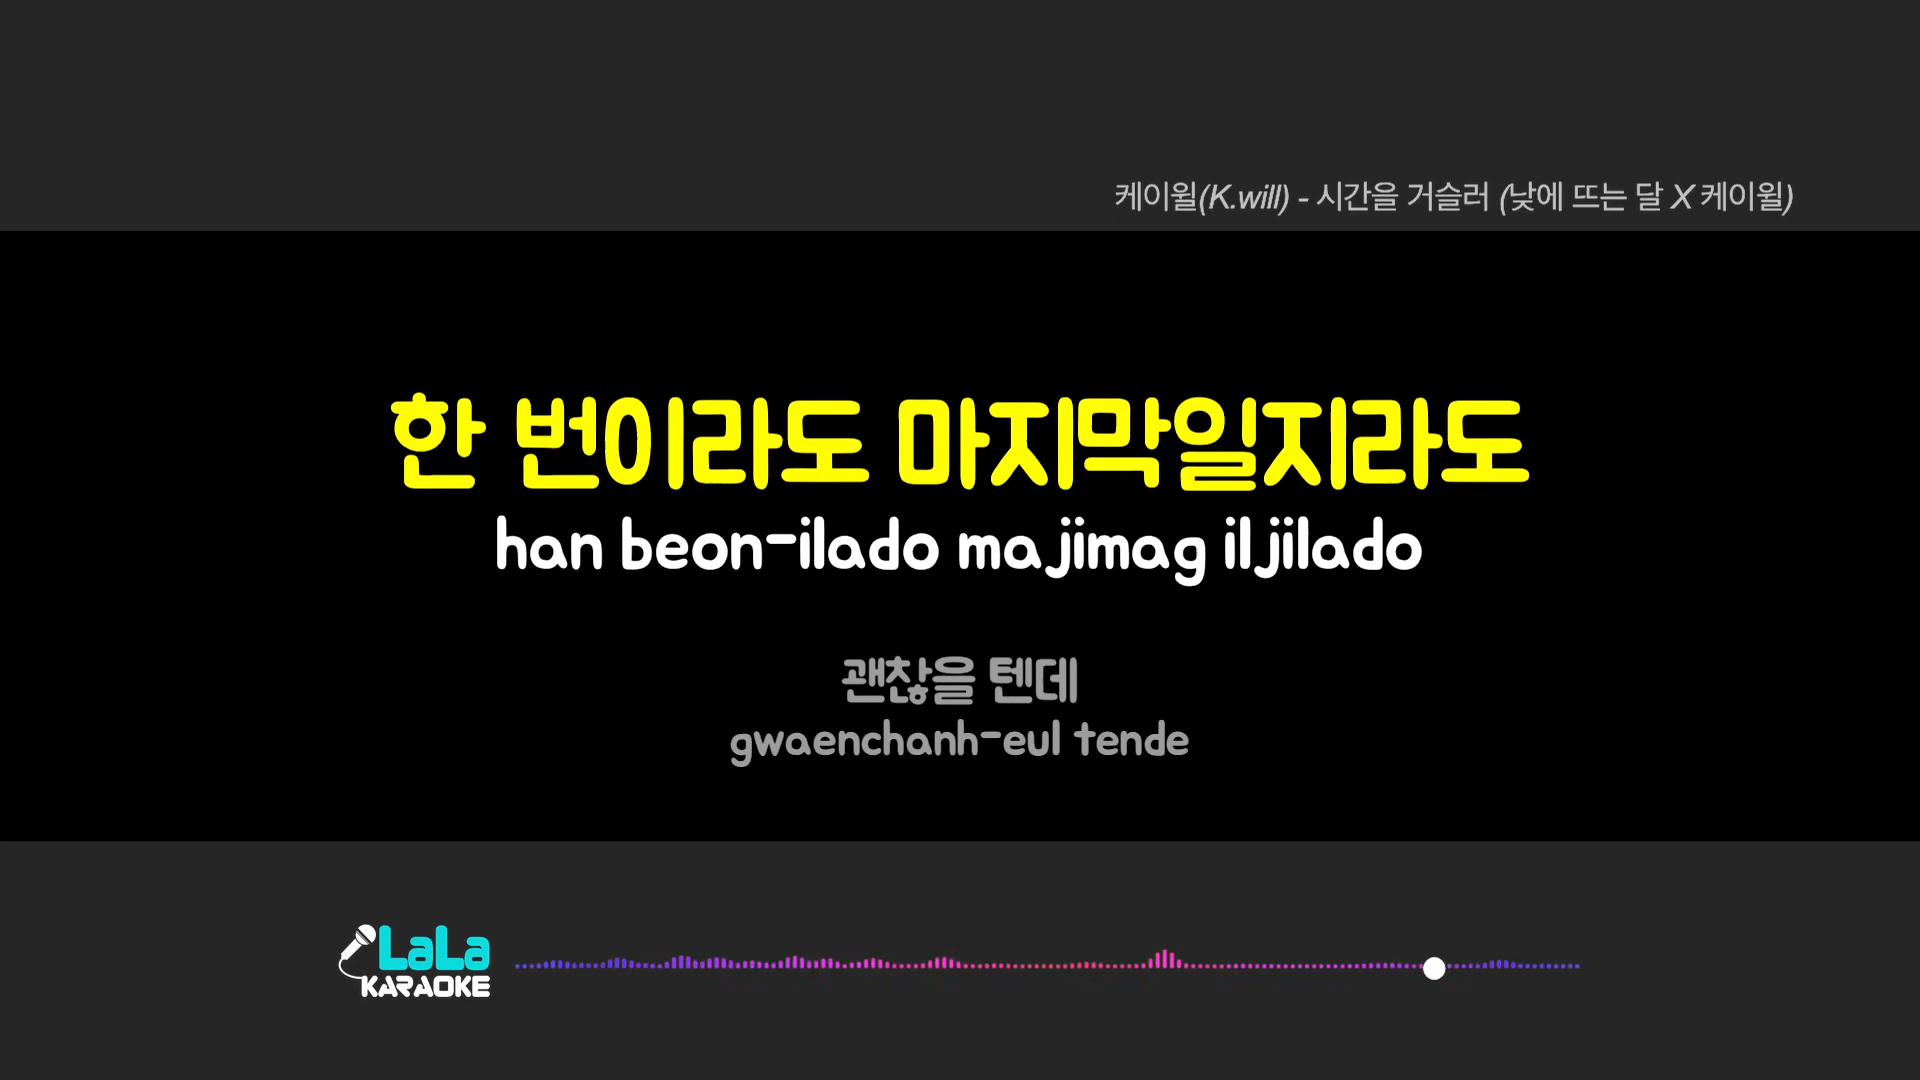 케이윌(K.will) - 시간을 거슬러 (낮에 뜨는 달 X 케이윌)
한 번이라도 마지막일지라도
han beon-ilado majimag iljilado
괜찮을 텐데
gwaenchanh-eul tende
LaLa
KARAOKE